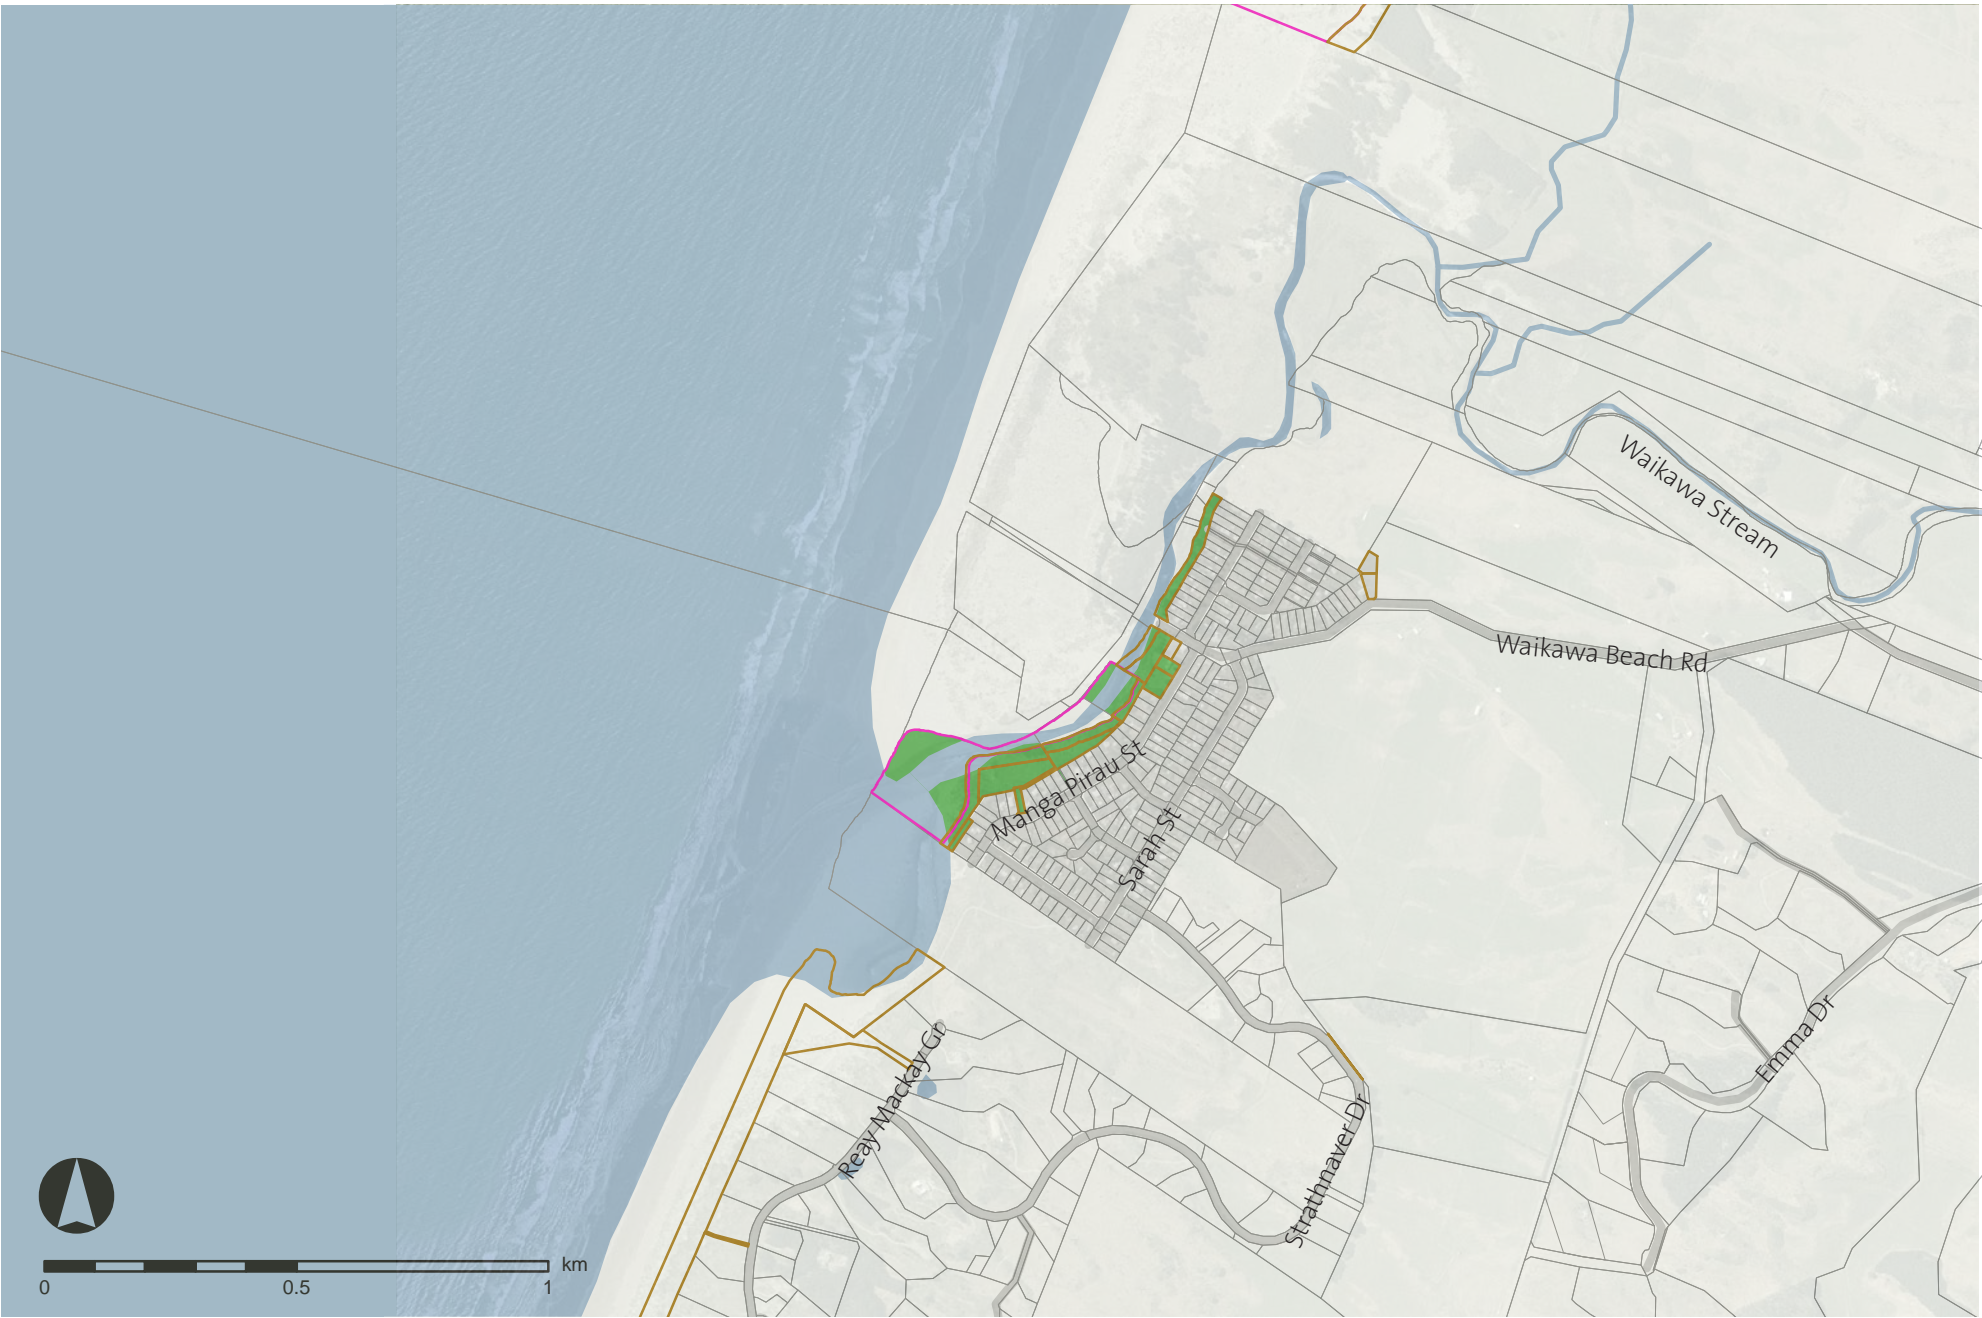 Waikawa Stream
Waikawa Beach Rd
Manga Pirau St
Sarah St
Emma Dr
Reay Mackay Gr
Strathnaver Dr
km
0 0.5 1